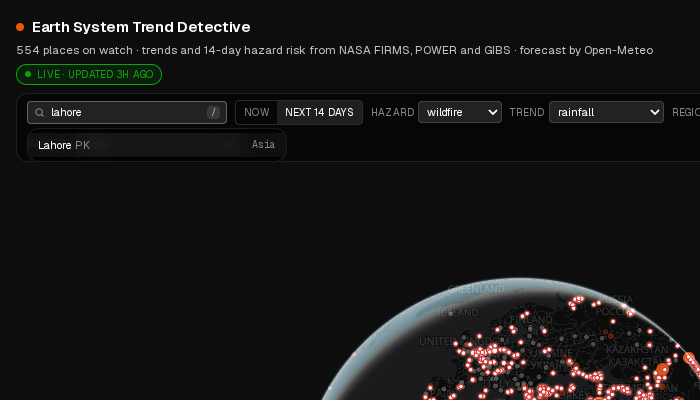 Earth System Trend Detective
554 places on watch · trends and 14-day hazard risk from NASA FIRMS, POWER and GIBS · forecast by Open-Meteo
LIVE · UPDATED 3H AGO
lahore / NOW NEXT 14 DAYS HAZARD wildfire TREND rainfall
Lahore PK Asia
GREENLAND
ICELAND
FINLAND
UNITED KINGDOM
KAZAKHSTAN